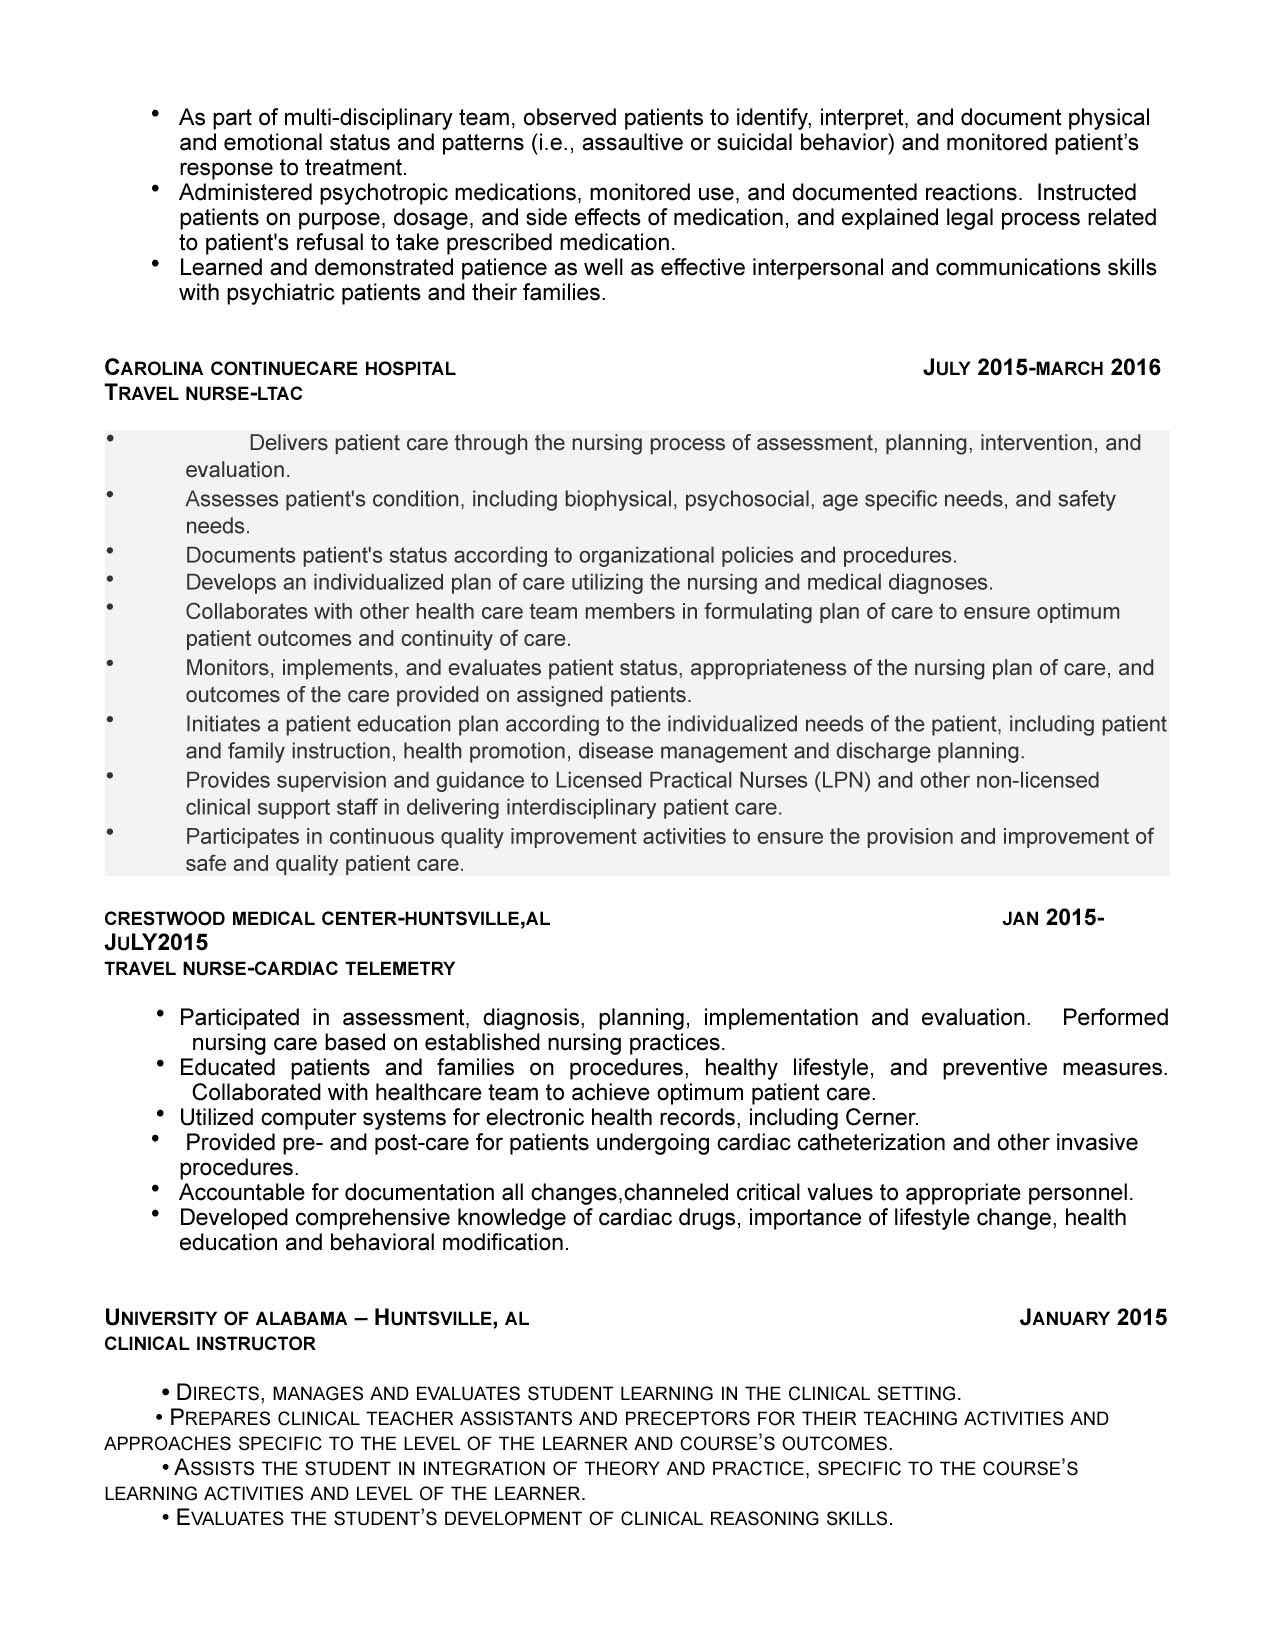 • As part of multi-disciplinary team, observed patients to identify, interpret, and document physical
and emotional status and patterns (i.e., assaultive or suicidal behavior) and monitored patient’s
response to treatment.
• Administered psychotropic medications, monitored use, and documented reactions.  Instructed
patients on purpose, dosage, and side effects of medication, and explained legal process related
to patient's refusal to take prescribed medication.
• Learned and demonstrated patience as well as effective interpersonal and communications skills
with psychiatric patients and their families.
CAROLINA CONTINUECARE HOSPITAL JULY 2015-MARCH 2016
TRAVEL NURSE-LTAC
• Delivers patient care through the nursing process of assessment, planning, intervention, and
evaluation.
• Assesses patient's condition, including biophysical, psychosocial, age specific needs, and safety
needs.
• Documents patient's status according to organizational policies and procedures.
• Develops an individualized plan of care utilizing the nursing and medical diagnoses.
• Collaborates with other health care team members in formulating plan of care to ensure optimum
patient outcomes and continuity of care.
• Monitors, implements, and evaluates patient status, appropriateness of the nursing plan of care, and
outcomes of the care provided on assigned patients.
• Initiates a patient education plan according to the individualized needs of the patient, including patient
and family instruction, health promotion, disease management and discharge planning.
• Provides supervision and guidance to Licensed Practical Nurses (LPN) and other non-licensed
clinical support staff in delivering interdisciplinary patient care.
• Participates in continuous quality improvement activities to ensure the provision and improvement of
safe and quality patient care.
CRESTWOOD MEDICAL CENTER-HUNTSVILLE,AL JAN 2015-
JULY2015
TRAVEL NURSE-CARDIAC TELEMETRY
• Participated in assessment, diagnosis, planning, implementation and evaluation.  Performed
nursing care based on established nursing practices.
• Educated patients and families on procedures, healthy lifestyle, and preventive measures.
Collaborated with healthcare team to achieve optimum patient care.
• Utilized computer systems for electronic health records, including Cerner.
• Provided pre- and post-care for patients undergoing cardiac catheterization and other invasive
procedures.
• Accountable for documentation all changes,channeled critical values to appropriate personnel.
• Developed comprehensive knowledge of cardiac drugs, importance of lifestyle change, health
education and behavioral modification.
UNIVERSITY OF ALABAMA – HUNTSVILLE, AL JANUARY 2015
CLINICAL INSTRUCTOR
• DIRECTS, MANAGES AND EVALUATES STUDENT LEARNING IN THE CLINICAL SETTING.
• PREPARES CLINICAL TEACHER ASSISTANTS AND PRECEPTORS FOR THEIR TEACHING ACTIVITIES AND
APPROACHES SPECIFIC TO THE LEVEL OF THE LEARNER AND COURSE’S OUTCOMES.
• ASSISTS THE STUDENT IN INTEGRATION OF THEORY AND PRACTICE, SPECIFIC TO THE COURSE’S
LEARNING ACTIVITIES AND LEVEL OF THE LEARNER.
• EVALUATES THE STUDENT’S DEVELOPMENT OF CLINICAL REASONING SKILLS.